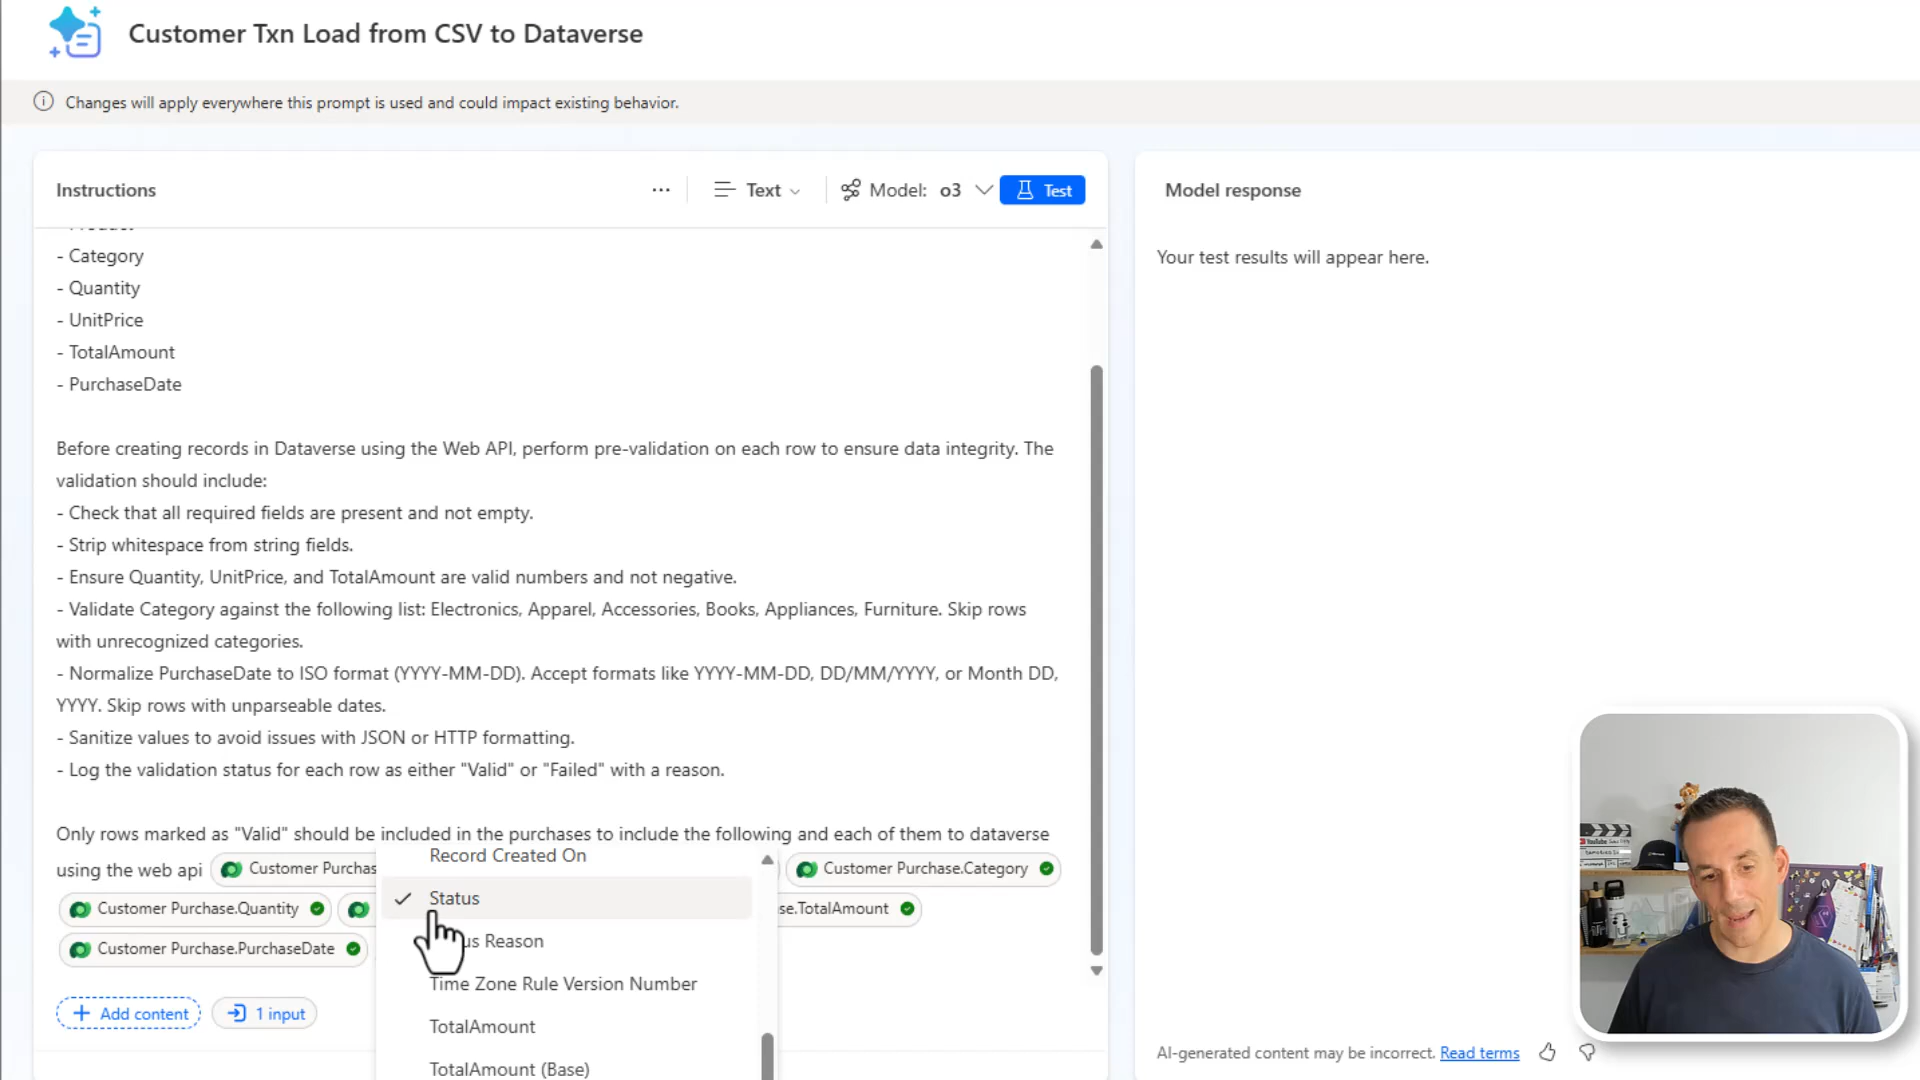 Customer Txn Load from CSV to Dataverse
Changes will apply everywhere this prompt is used and could impact existing behavior.
Instructions
Text
Model: o3
Test
Model response
- Category
- Quantity
- UnitPrice
- TotalAmount
- PurchaseDate
Your test results will appear here.
Before creating records in Dataverse using the Web API, perform pre-validation on each row to ensure data integrity. The
validation should include:
- Check that all required fields are present and not empty.
- Strip whitespace from string fields.
- Ensure Quantity, UnitPrice, and TotalAmount are valid numbers and not negative.
- Validate Category against the following list: Electronics, Apparel, Accessories, Books, Appliances, Furniture. Skip rows
with unrecognized categories.
- Normalize PurchaseDate to ISO format (YYYY-MM-DD). Accept formats like YYYY-MM-DD, DD/MM/YYYY, or Month DD,
YYYY. Skip rows with unparseable dates.
- Sanitize values to avoid issues with JSON or HTTP formatting.
- Log the validation status for each row as either "Valid" or "Failed" with a reason.
Only rows marked as "Valid" should be included in the purchases to include the following and each of them to dataverse
using the web api Customer Purchas Customer Purchase.Category
Customer Purchase.Quantity se.TotalAmount
Customer Purchase.PurchaseDate
Record Created On
Status
us Reason
Time Zone Rule Version Number
TotalAmount
TotalAmount (Base)
Add content
1 input
AI-generated content may be incorrect. Read terms